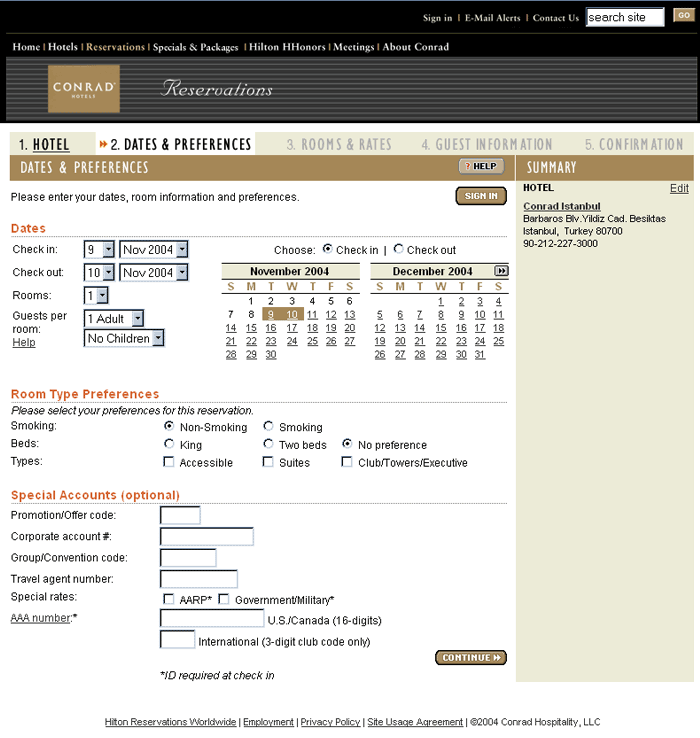 Sign in | E-Mail Alerts | Contact Us search site GO
Home | Hotels | Reservations | Specials & Packages | Hilton HHonors | Meetings | About Conrad
CONRAD
HOTELS
Reservations
1. HOTEL 2. DATES & PREFERENCES 3. ROOMS & RATES 4. GUEST INFORMATION 5. CONFIRMATION
DATES & PREFERENCES ? HELP
Please enter your dates, room information and preferences. SIGN IN
Dates
Check in: 9 Nov 2004
Check out: 10 Nov 2004
Rooms: 1
Guests per room: 1 Adult
Help No Children
Choose: Check in | Check out
November 2004
S M T W T F S
1 2 3 4 5 6
7 8 9 10 11 12 13
14 15 16 17 18 19 20
21 22 23 24 25 26 27
28 29 30
December 2004
S M T W T F S
1 2 3 4
5 6 7 8 9 10 11
12 13 14 15 16 17 18
19 20 21 22 23 24 25
26 27 28 29 30 31
Room Type Preferences
Please select your preferences for this reservation.
Smoking: Non-Smoking Smoking
Beds: King Two beds No preference
Types: Accessible Suites Club/Towers/Executive
Special Accounts (optional)
Promotion/Offer code:
Corporate account #:
Group/Convention code:
Travel agent number:
Special rates: AARP* Government/Military*
AAA number:* U.S./Canada (16-digits)
International (3-digit club code only)
CONTINUE
*ID required at check in
SUMMARY
HOTEL Edit
Conrad Istanbul
Barbaros Blv.Yildiz Cad. Besiktas
Istanbul, Turkey 80700
90-212-227-3000
Hilton Reservations Worldwide | Employment | Privacy Policy | Site Usage Agreement | ©2004 Conrad Hospitality, LLC